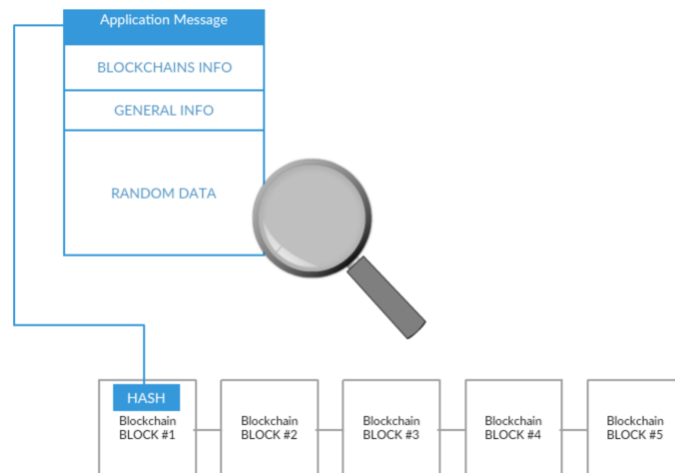 Application Message
BLOCKCHAINS INFO
GENERAL INFO
RANDOM DATA
HASH
Blockchain
BLOCK #1
Blockchain
BLOCK #2
Blockchain
BLOCK #3
Blockchain
BLOCK #4
Blockchain
BLOCK #5